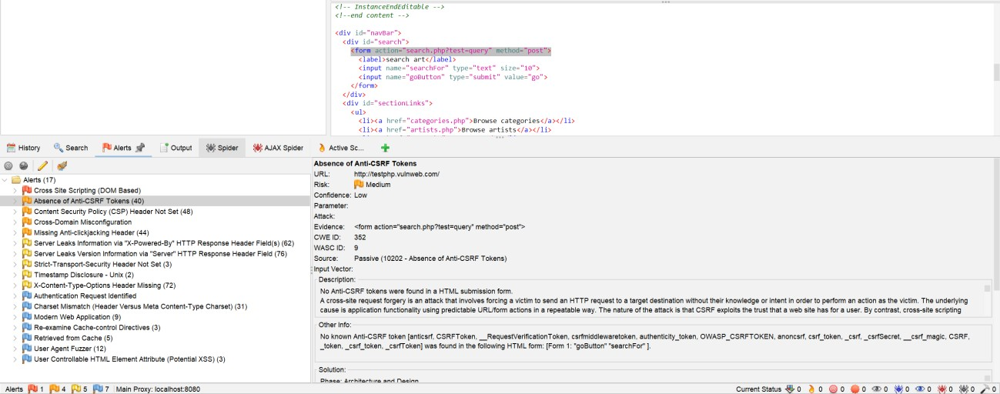 <!-- InstanceEndEditable -->
<!--end content -->
<div id="navBar">
<div id="search">
<form action="search.php?test=query" method="post">
<label>search art</label>
<input name="searchFor" type="text" size="10">
<input name="goButton" type="submit" value="go">
</form>
</div>
<div id="sectionLinks">
<ul>
<li><a href="categories.php">Browse categories</a></li>
<li><a href="artists.php">Browse artists</a></li>
History Search Alerts Output Spider AJAX Spider Active Sc...
Alerts (17)
Cross Site Scripting (DOM Based)
Absence of Anti-CSRF Tokens (40)
Content Security Policy (CSP) Header Not Set (48)
Cross-Domain Misconfiguration
Missing Anti-clickjacking Header (44)
Server Leaks Information via "X-Powered-By" HTTP Response Header Field(s) (62)
Server Leaks Version Information via "Server" HTTP Response Header Field (76)
Strict-Transport-Security Header Not Set (3)
Timestamp Disclosure - Unix (2)
X-Content-Type-Options Header Missing (72)
Authentication Request Identified
Charset Mismatch (Header Versus Meta Content-Type Charset) (31)
Modern Web Application (9)
Re-examine Cache-control Directives (3)
Retrieved from Cache (5)
User Agent Fuzzer (12)
User Controllable HTML Element Attribute (Potential XSS) (3)
Absence of Anti-CSRF Tokens
URL: http://testphp.vulnweb.com/
Risk: Medium
Confidence: Low
Parameter:
Attack:
Evidence: <form action="search.php?test=query" method="post">
CWE ID: 352
WASC ID: 9
Source: Passive (10202 - Absence of Anti-CSRF Tokens)
Input Vector:
Description:
No Anti-CSRF tokens were found in a HTML submission form.
A cross-site request forgery is an attack that involves forcing a victim to send an HTTP request to a target destination without their knowledge or intent in order to perform an action as the victim. The underlying
cause is application functionality using predictable URL/form actions in a repeatable way. The nature of the attack is that CSRF exploits the trust that a web site has for a user. By contrast, cross-site scripting
Other Info:
No known Anti-CSRF token [anticsrf, CSRFToken, __RequestVerificationToken, csrfmiddlewaretoken, authenticity_token, OWASP_CSRFTOKEN, anoncsrf, csrf_token, _csrf, _csrfSecret, __csrf_magic, CSRF,
_token, _csrf_token, _csrfToken] was found in the following HTML form: [Form 1: "goButton" "searchFor" ].
Solution:
Phase: Architecture and Design
Alerts 1 4 5 7 Main Proxy: localhost:8080 Current Status 0 0 0 0 0 0 0 0 0 0